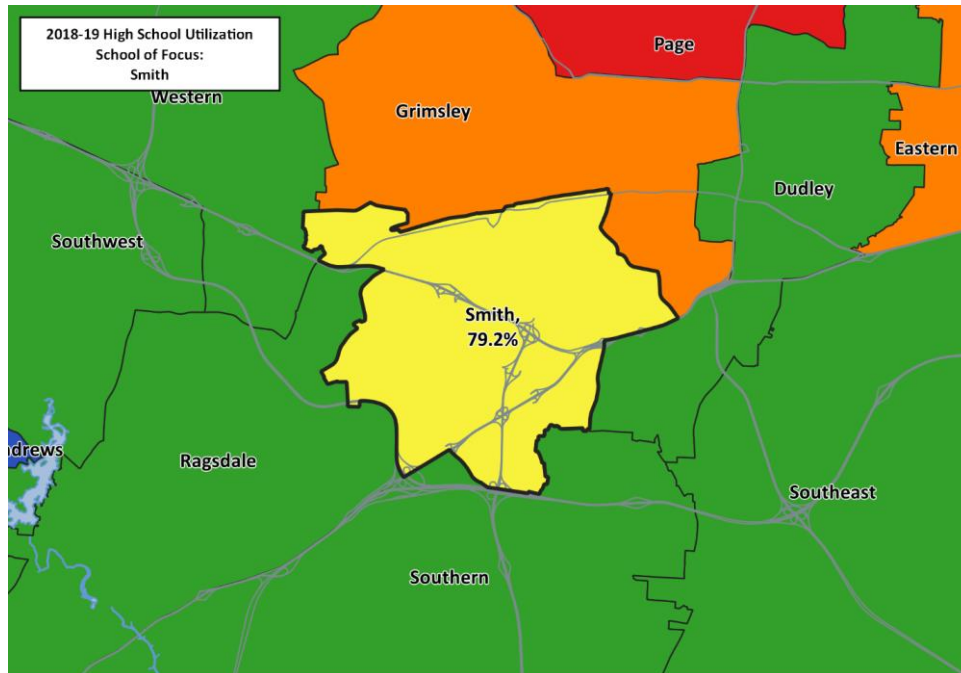 2018-19 High School Utilization
School of Focus:
Smith
Page
Western
Grimsley
Eastern
Dudley
Southwest
Smith,
79.2%
ndrews
Ragsdale
Southeast
Southern